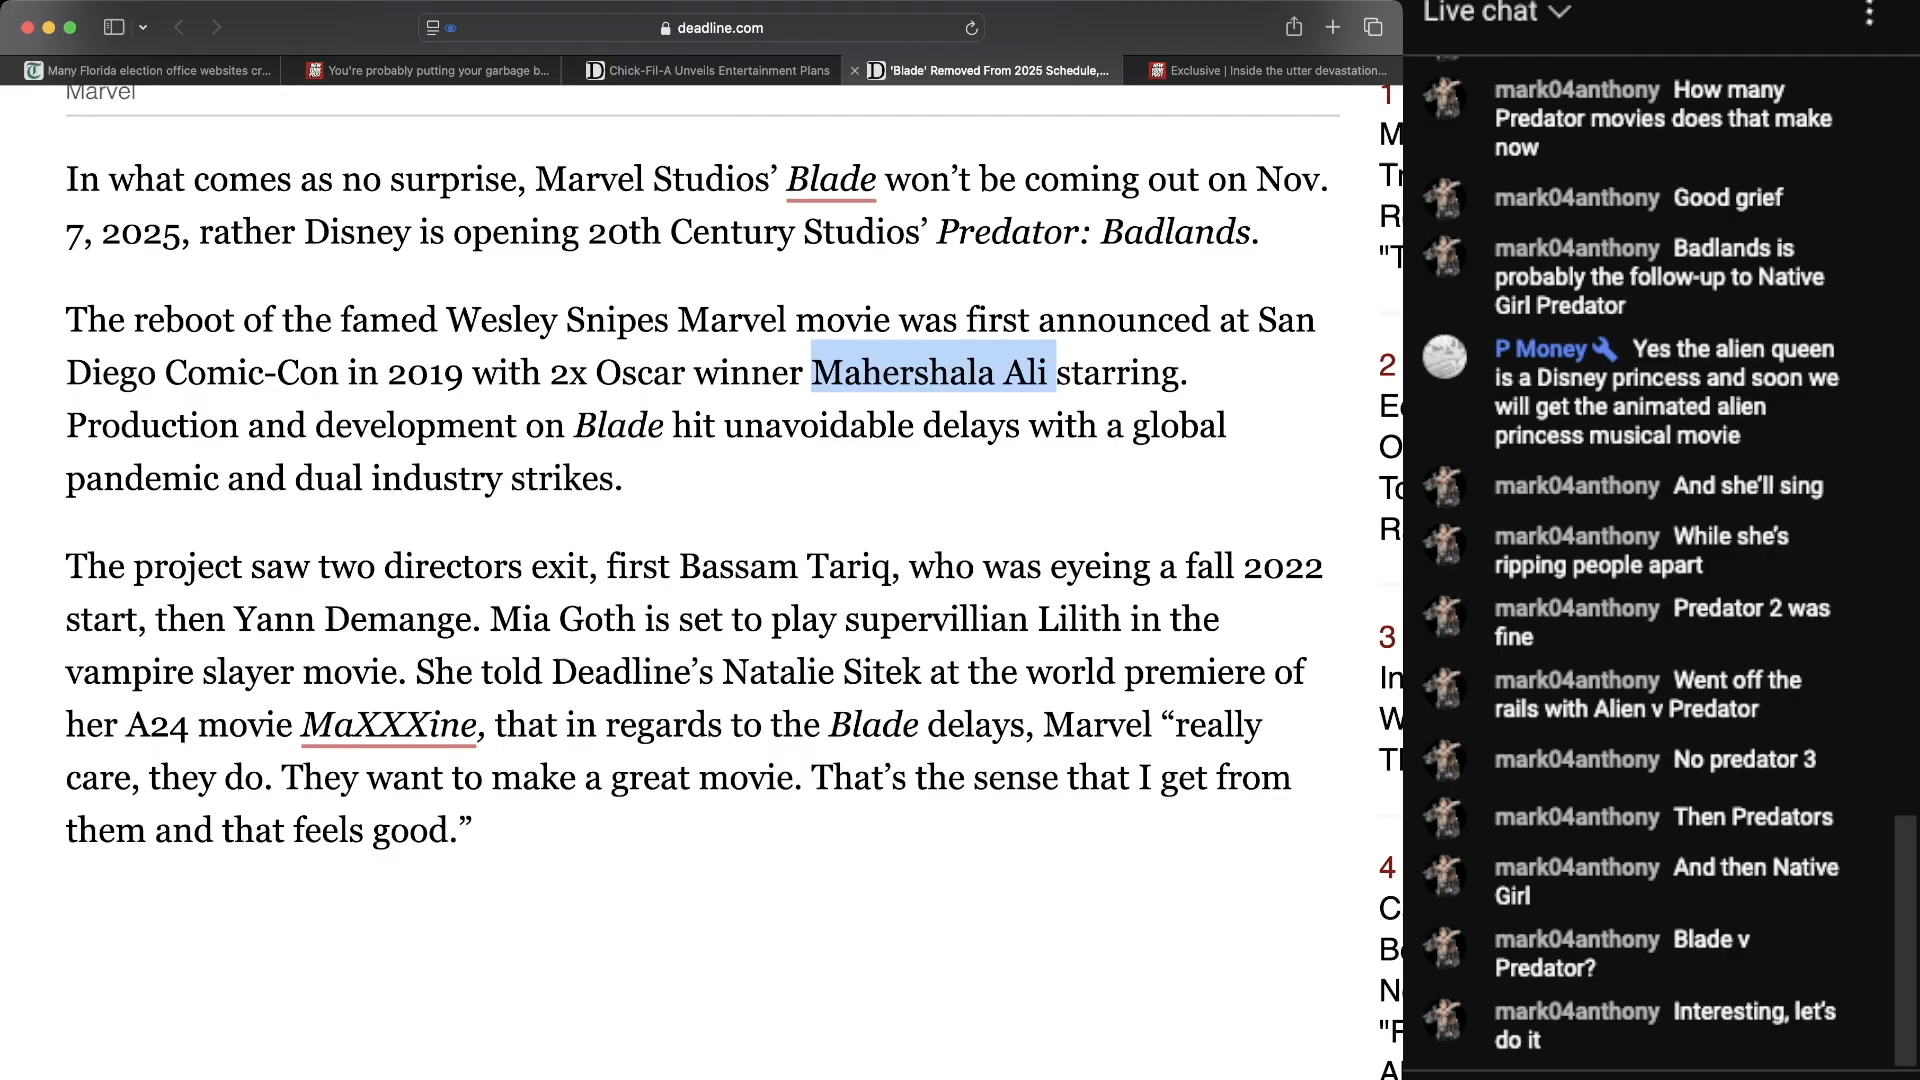 deadline.com
Many Florida election office websites cr...
You're probably putting your garbage b...
Chick-Fil-A Unveils Entertainment Plans
'Blade' Removed From 2025 Schedule,...
Exclusive | Inside the utter devastation...
Marvel
In what comes as no surprise, Marvel Studios’ Blade won’t be coming out on Nov.
7, 2025, rather Disney is opening 20th Century Studios’ Predator: Badlands.
The reboot of the famed Wesley Snipes Marvel movie was first announced at San
Diego Comic-Con in 2019 with 2x Oscar winner Mahershala Ali starring.
Production and development on Blade hit unavoidable delays with a global
pandemic and dual industry strikes.
The project saw two directors exit, first Bassam Tariq, who was eyeing a fall 2022
start, then Yann Demange. Mia Goth is set to play supervillian Lilith in the
vampire slayer movie. She told Deadline’s Natalie Sitek at the world premiere of
her A24 movie MaXXXine, that in regards to the Blade delays, Marvel “really
care, they do. They want to make a great movie. That’s the sense that I get from
them and that feels good.”
1
2
3
4
Live chat
mark04anthony How many
Predator movies does that make
now
mark04anthony Good grief
mark04anthony Badlands is
probably the follow-up to Native
Girl Predator
P Money Yes the alien queen
is a Disney princess and soon we
will get the animated alien
princess musical movie
mark04anthony And she’ll sing
mark04anthony While she’s
ripping people apart
mark04anthony Predator 2 was
fine
mark04anthony Went off the
rails with Alien v Predator
mark04anthony No predator 3
mark04anthony Then Predators
mark04anthony And then Native
Girl
mark04anthony Blade v
Predator?
mark04anthony Interesting, let’s
do it